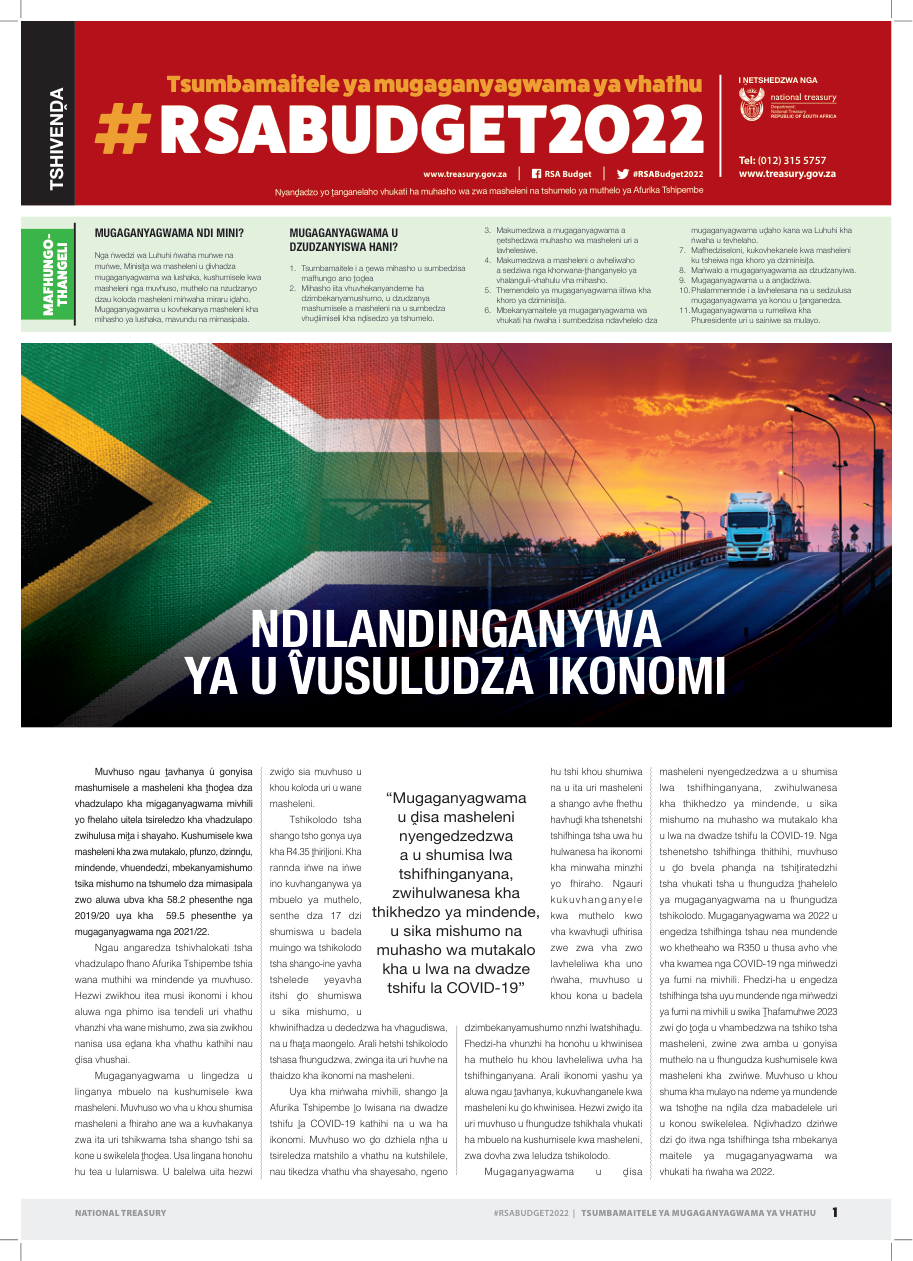 TSHIVENḒA
Tsumbamaitele ya mugaganyagwama ya vhathu
#RSABUDGET2022
www.treasury.gov.za | RSA Budget | #RSABudget2022
Nyanḓadzo yo ṱanganelaho vhukati ha muhasho wa zwa masheleni na tshumelo ya muthelo ya Afurika Tshipembe
I ṊETSHEDZWA NGA
national treasury
Department:
National Treasury
REPUBLIC OF SOUTH AFRICA
Tel: (012) 315 5757
www.treasury.gov.za
MAFHUNGO-
THANGELI
MUGAGANYAGWAMA NDI MINI?
Nga ṅwedzi wa Luhuhi ṅwaha muṅwe na
muṅwe, Minisiṱa wa masheleni u ḓivhadza
mugaganyagwama wa lushaka, kushumisele kwa
masheleni nga muvhuso, muthelo na nzudzanyo
dzau koloda masheleni miṅwaha miraru iḓaho.
Mugaganyagwama u kovhekanya masheleni kha
mihasho ya lushaka, mavundu na mimasipala.
MUGAGANYAGWAMA U
DZUDZANYISWA HANI?
1. Tsumbamaitele i a ṋewa mihasho u sumbedzisa
mafhungo ano ṱoḓea
2. Mihasho ita vhuvhekanyandeme ha
dzimbekanyamushumo, u dzudzanya
mashumisele a masheleni na u sumbedza
vhugiimiseli kha nḓisedzo ya tshumelo.
3. Makumedzwa a mugaganyagwama a
ṋetshedzwa muhasho wa masheleni uri a
lavhelesiwe.
4. Makumedzwa a masheleni o avheliwaho
a sedziwa nga khorwana-ṱhanganyelo ya
vhalanguli-vhahulu vha mihasho.
5. Themendelo ya mugaganyagwama iitiwa kha
khoro ya dziminisiṱa.
6. Mbekanyamaitele ya mugaganyagwama wa
vhukati ha ṅwaha i sumbedzisa ndavhelelo dza
mugaganyagwama uḓaho kana wa Luhuhi kha
ṅwaha u tevhelaho.
7. Mafhedziseloni, kukovhekanele kwa masheleni
ku tsheiwa nga khoro ya dziminisiṱa.
8. Maṅwalo a mugaganyagwama aa dzudzanyiwa.
9. Mugaganyagwama u a anḓadziwa.
10. Phalammennde i a lavhelesana na u sedzulusa
mugaganyagwama ya konou u ṱanganedza.
11. Mugaganyagwama u rumeliwa kha
Phuresidente uri u sainiwe sa mulayo.
NḒILANDINGANYWA
YA U V̂USULUDZA IKONOMI
Muvhuso ngau ṱavhanya ú gonyisa
mashumisele a masheleni kha ṱhoḓea dza
vhadzulapo kha migaganyagwama mivhili
yo fhelaho uitela tsireledzo kha vhadzulapo
zwihulusa miṱa i shayaho. Kushumisele kwa
masheleni kha zwa mutakalo, pfunzo, dzinnḓu,
mindende, vhuendedzi, mbekanyamishumo
tsika mishumo na tshumelo dza mimasipala
zwo aluwa ubva kha 58.2 phesenthe nga
2019/20 uya kha 59.5 phesenthe ya
mugaganyagwama nga 2021/22.
Ngau angaredza tshivhalokati tsha
vhadzulapo fhano Afurika Tshipembe tshia
wana muthihi wa mindende ya muvhuso.
Hezwi zwikhou itea musi ikonomi i khou
aluwa nga phimo isa tendeli uri vhathu
vhanzhi vha wane mishumo, zwa sia zwikhou
nanisa usa eḓana kha vhathu kathihi nau
ḓisa vhushai.
Mugaganyagwama u lingedza u
linganya mbuelo na kushumisele kwa
masheleni. Muvhuso wo vha u khou shumisa
masheleni a fhiraho ane wa a kuvhakanya
zwa ita uri tshikwama tsha shango tshi sa
kone u swikelela ṱhoḓea. Usa lingana honoho
hu tea u lulamiswa. U balelwa uita hezwi
zwiḓo sia muvhuso u
khou koloda uri u wane
masheleni.
Tshikolodo tsha
shango tsho gonya uya
kha R4.35 ṱhirilịoni. Kha
rannda iṅwe na iṅwe
ino kuvhanganywa ya
mbuelo ya muthelo,
senthe dza 17 dzi
shumiswa u badela
muingo wa tshikolodo
tsha shango-ine yavha
tshelede yeyavha
itshi ḓo shumiswa
u sika mishumo, u
khwinifhadza u dededzwa ha vhagudiswa,
na u fhaṱa maongelo. Arali hetshi tshikolodo
tshasa fhungudzwa, zwinga ita uri huvhe na
thaidzo kha ikonomi na masheleni.
Uya kha miṅwaha mivhili, shango ḽa
Afurika Tshipembe ḽo lwisana na dwadze
tshifu ḽa COVID-19 kathihi na u wa ha
ikonomi. Muvhuso wo ḓo dzhiela nṱha u
tsireledza matshilo a vhathu na kutshilele,
nau tikedza vhathu vha shayesaho, ngeno
“Mugaganyagwama
u ḓisa masheleni
nyengedzedzwa
a u shumisa lwa
tshifhinganyana,
zwihulwanesa kha
thikhedzo ya mindende,
u sika mishumo na
muhasho wa mutakalo
kha u lwa na dwadze
tshifu la COVID-19”
hu tshi khou shumiwa
na u ita uri masheleni
a shango avhe fhethu
havhuḓi kha tshenetshi
tshifhinga tsha uwa hu
hulwanesa ha ikonomi
kha minwaha minzhi
yo fhiraho. Ngauri
kukuvhanganyele
kwa muthelo kwo
vha kwavhuḓi ufhirisa
zwe zwa vha zwo
lavheleliwa kha uno
ṅwaha, muvhuso u
khou kona u badela
dzimbekanyamushumo nnzhi lwatshihaḓu.
Fhedzi-ha vhunzhi ha honohu u khwinisea
ha muthelo hu khou lavheleliwa uvha ha
tshifhinganyana. Arali ikonomi yashu ya
aluwa ngau ṱavhanya, kukuvhanganele kwa
masheleni ku ḓo khwinisea. Hezwi zwiḓo ita
uri muvhuso u fhungudze tshikhala vhukati
ha mbuelo na kushumisele kwa masheleni,
zwa dovha zwa leludza tshikolodo.
Mugaganyagwama u ḓisa
masheleni nyengedzedzwa a u shumisa
lwa tshifhinganyana, zwihulwanesa
kha thikhedzo ya mindende, u sika
mishumo na muhasho wa mutakalo kha
u lwa na dwadze tshifu la COVID-19. Nga
tshenetsho tshifhinga thithihi, muvhuso
u ḓo bvela phanḓa na tshiṱiratedzhi
tsha vhukati tsha u fhungudza ṱhahelelo
ya mugaganyagwama na u fhungudza
tshikolodo. Mugaganyagwama wa 2022 u
engedza tshifhinga tshau nea mundende
wo khetheaho wa R350 u thusa avho vhe
vha kwamea nga COVID-19 nga miṅwedzi
ya fumi na mivhili. Fhedzi-ha u engedza
tshifhinga tsha uyu mundende nga miṅwedzi
ya fumi na mivhili u swika Ṱhafamuhwe 2023
zwi ḓo ṱoḓa u vhambedzwa na tshiko tsha
masheleni, zwine zwa amba u gonyisa
muthelo na u fhungudza kushumisele kwa
masheleni kha zwiṅwe. Muvhuso u khou
shuma kha mulayo na ndeme ya mundende
wa tshoṱhe na nḓila dza mabadelele uri
u konou swikelelea. Nḓivhadzo dziṅwe
dzi ḓo itwa nga tshifhinga tsha mbekanya
maitele ya mugaganyagwama wa
vhukati ha ṅwaha wa 2022.
NATIONAL TREASURY
#RSABUDGET2022 | TSUMBAMAITELE YA MUGAGANYAGWAMA YA VHATHU 1